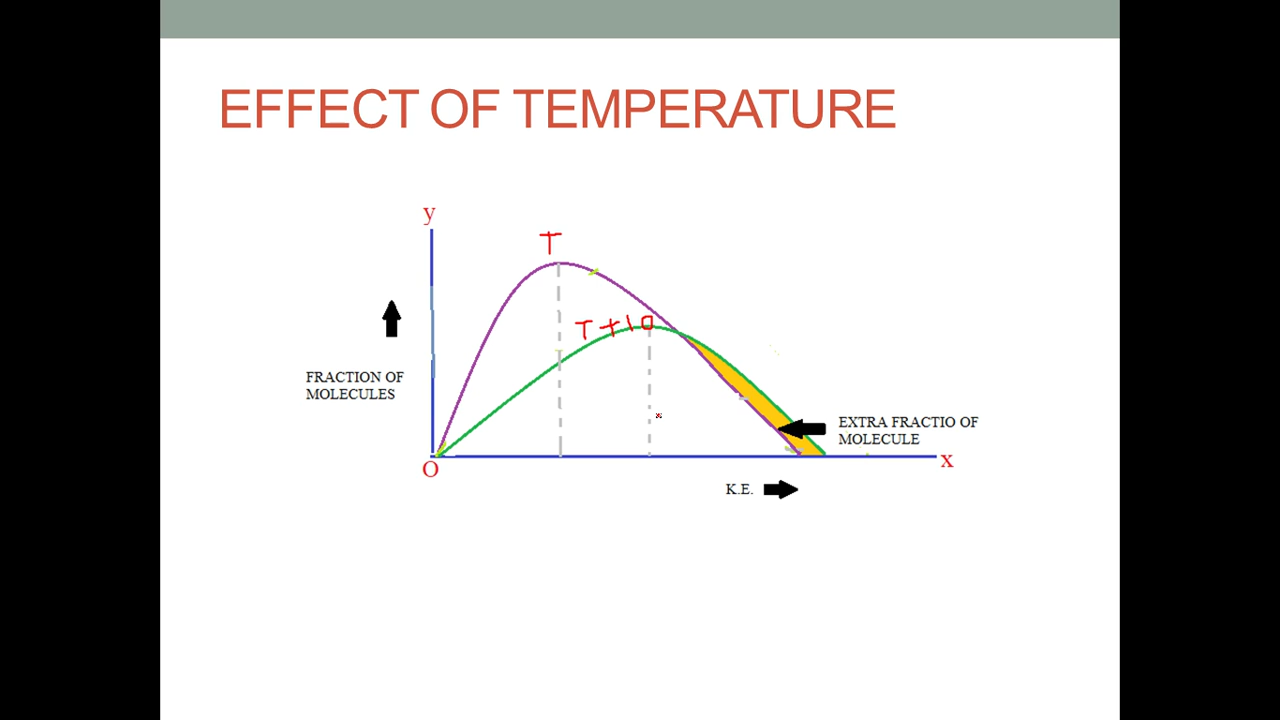 EFFECT OF TEMPERATURE
y
T
T+10
FRACTION OF
MOLECULES
EXTRA FRACTIO OF
MOLECULE
O
x
K.E.